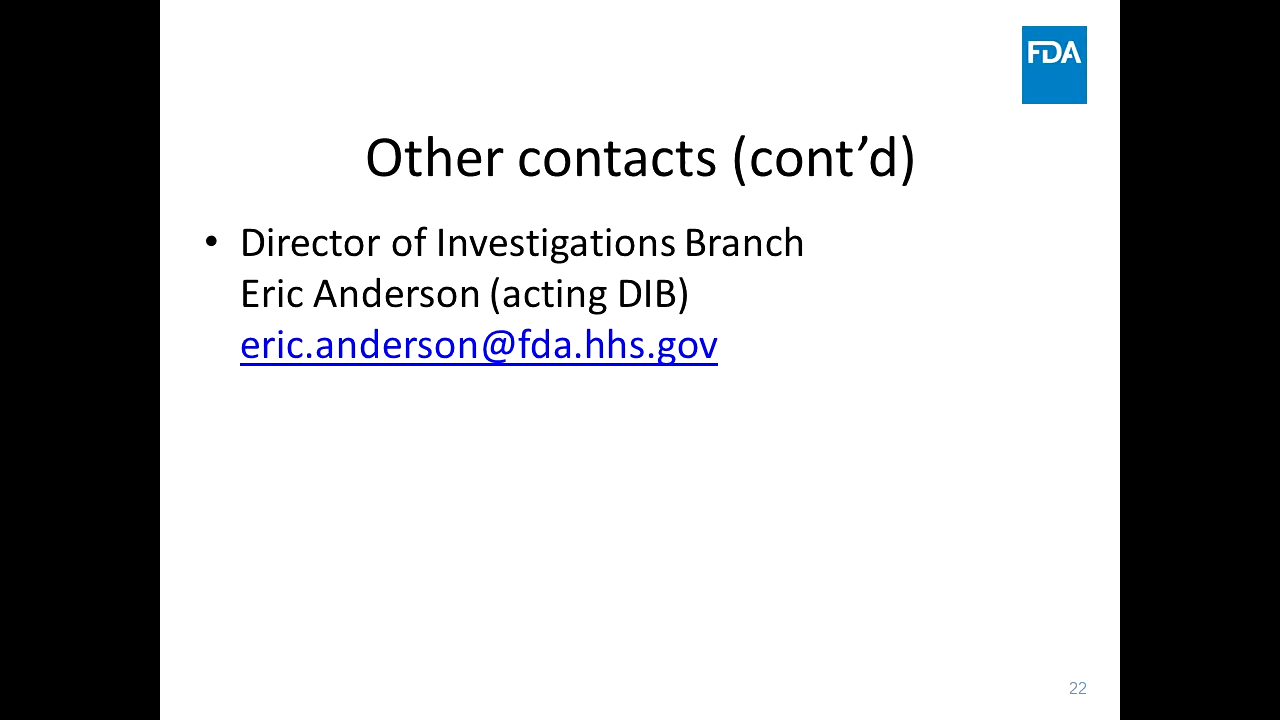 FDA
Other contacts (cont’d)
• Director of Investigations Branch
Eric Anderson (acting DIB)
eric.anderson@fda.hhs.gov
22